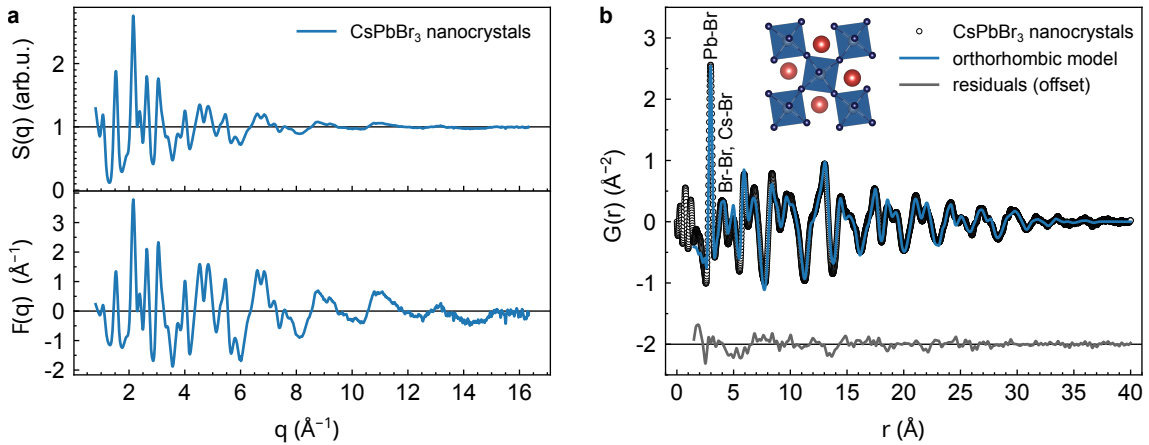 a
CsPbBr₃ nanocrystals
S(q) (arb.u.)
2
1
0
F(q) (Å⁻¹)
3
2
1
0
-1
-2
2 4 6 8 10 12 14 16
q (Å⁻¹)
b
Pb-Br
Br-Br, Cs-Br
CsPbBr₃ nanocrystals
orthorhombic model
residuals (offset)
G(r) (Å⁻²)
3
2
1
0
-1
-2
0 5 10 15 20 25 30 35 40
r (Å)